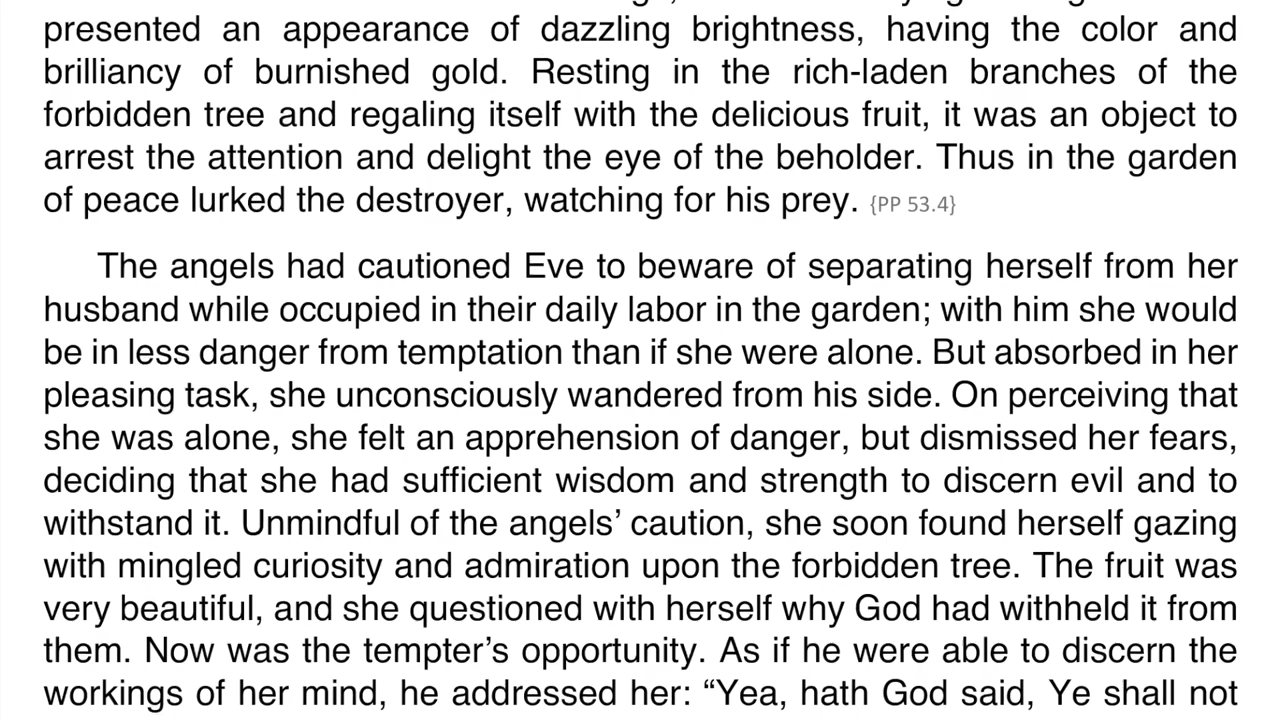 presented an appearance of dazzling brightness, having the color and
brilliancy of burnished gold. Resting in the rich-laden branches of the
forbidden tree and regaling itself with the delicious fruit, it was an object to
arrest the attention and delight the eye of the beholder. Thus in the garden
of peace lurked the destroyer, watching for his prey. {PP 53.4}
The angels had cautioned Eve to beware of separating herself from her
husband while occupied in their daily labor in the garden; with him she would
be in less danger from temptation than if she were alone. But absorbed in her
pleasing task, she unconsciously wandered from his side. On perceiving that
she was alone, she felt an apprehension of danger, but dismissed her fears,
deciding that she had sufficient wisdom and strength to discern evil and to
withstand it. Unmindful of the angels’ caution, she soon found herself gazing
with mingled curiosity and admiration upon the forbidden tree. The fruit was
very beautiful, and she questioned with herself why God had withheld it from
them. Now was the tempter’s opportunity. As if he were able to discern the
workings of her mind, he addressed her: “Yea, hath God said, Ye shall not